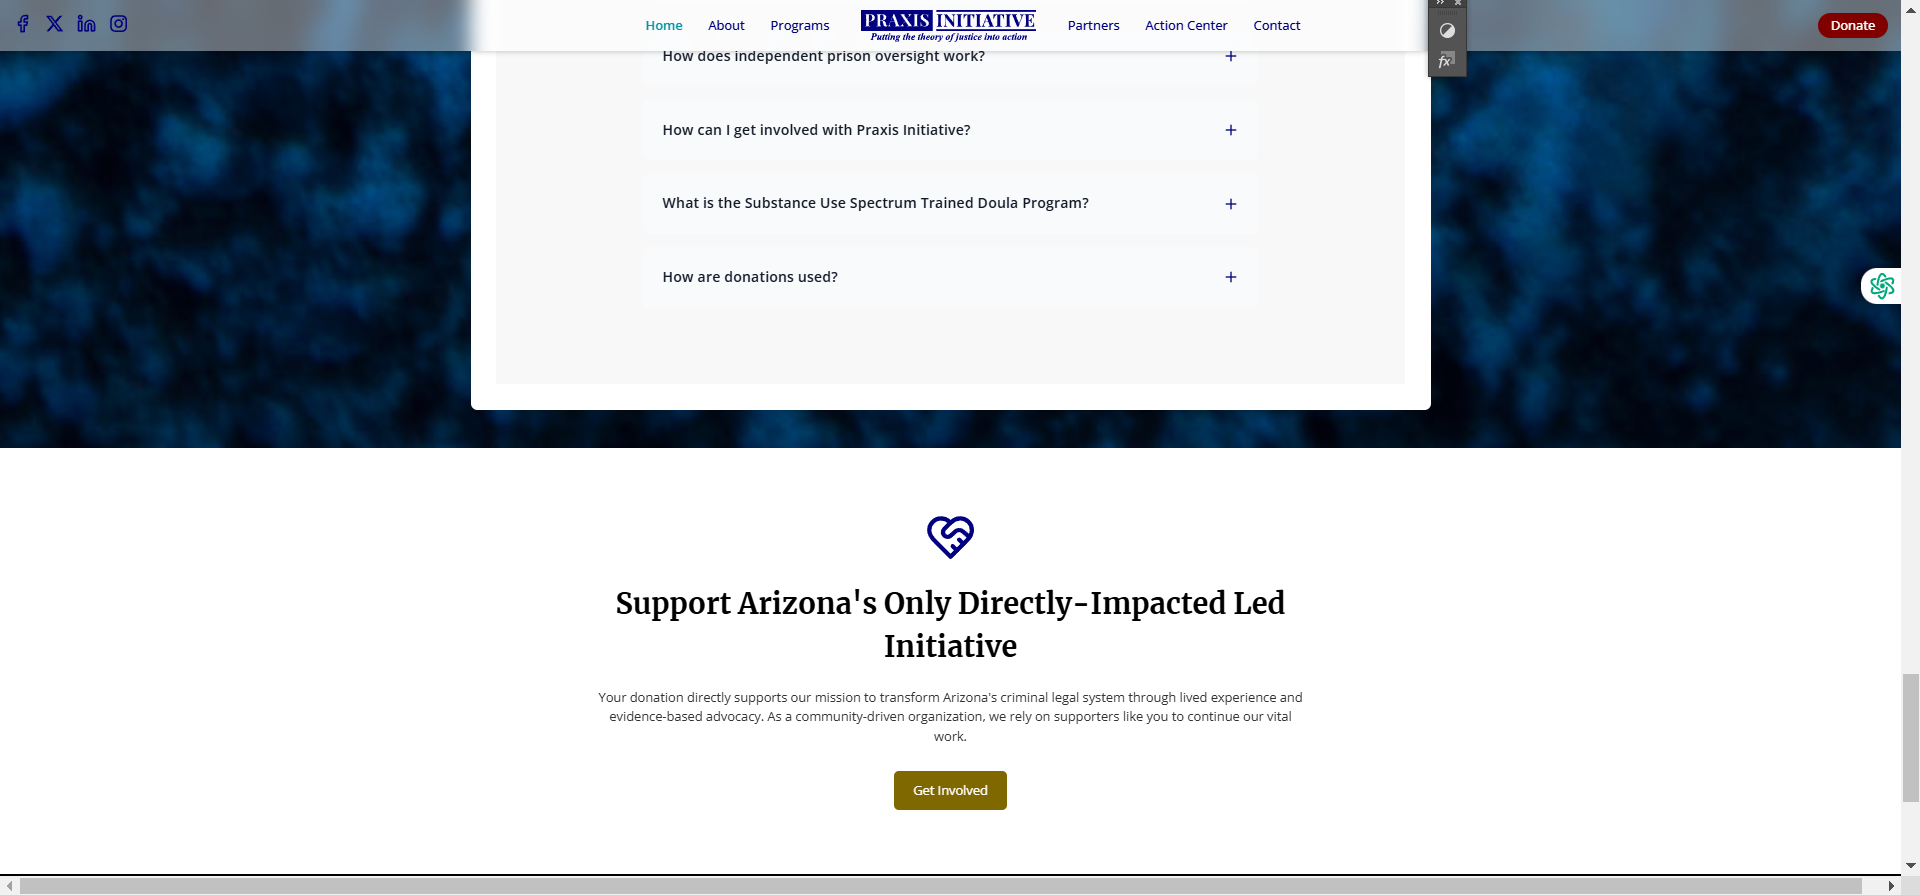 Home About Programs PRAXIS INITIATIVE Partners Action Center Contact Donate
Putting the theory of justice into action
How does independent prison oversight work?
How can I get involved with Praxis Initiative?
What is the Substance Use Spectrum Trained Doula Program?
How are donations used?
Support Arizona's Only Directly-Impacted Led
Initiative
Your donation directly supports our mission to transform Arizona's criminal legal system through lived experience and
evidence-based advocacy. As a community-driven organization, we rely on supporters like you to continue our vital
work.
Get Involved